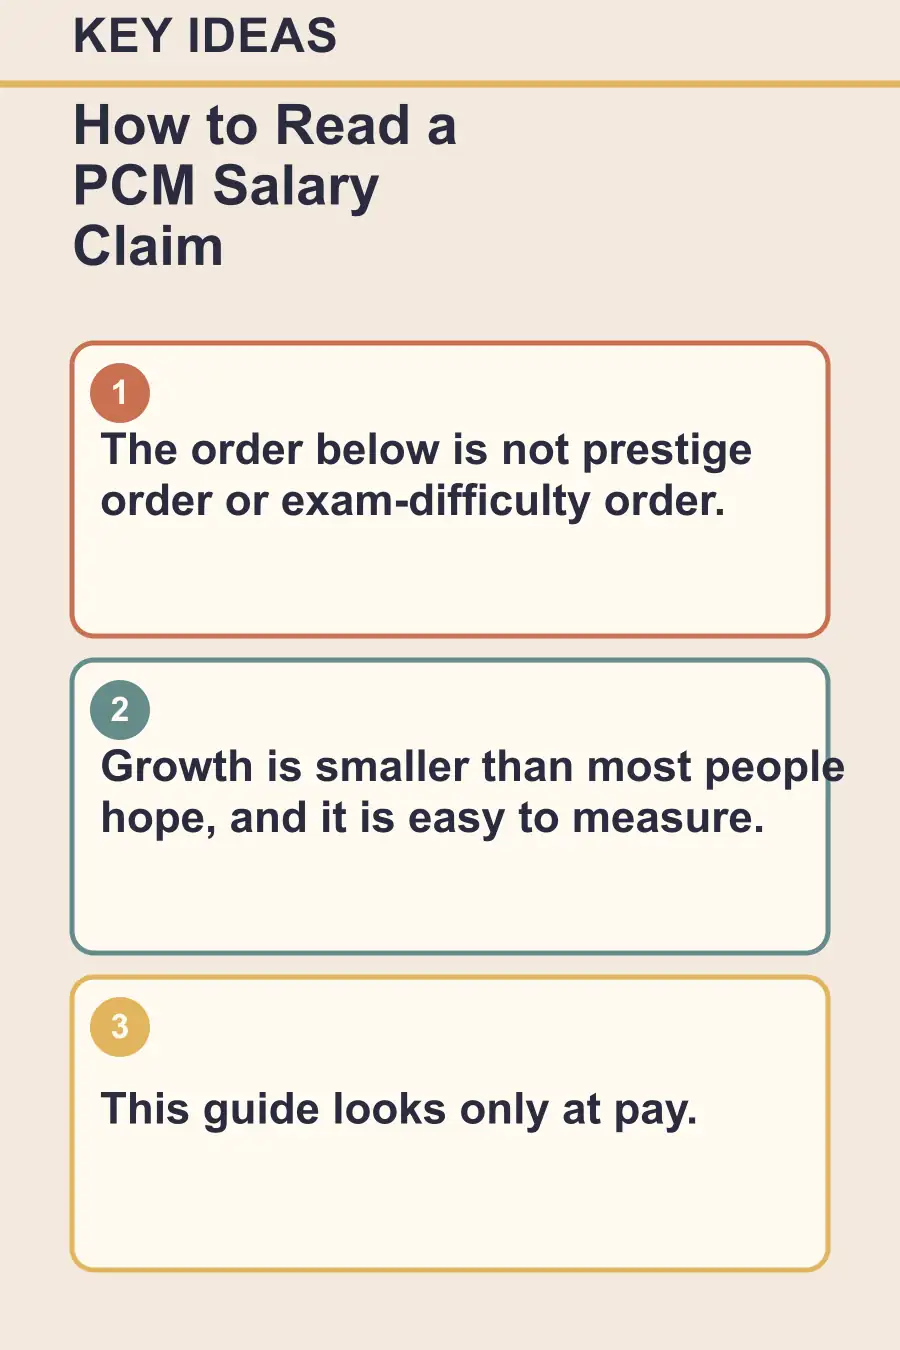 KEY IDEAS
How to Read a
PCM Salary
Claim
1
The order below is not prestige
order or exam-difficulty order.
2
Growth is smaller than most people
hope, and it is easy to measure.
3
This guide looks only at pay.